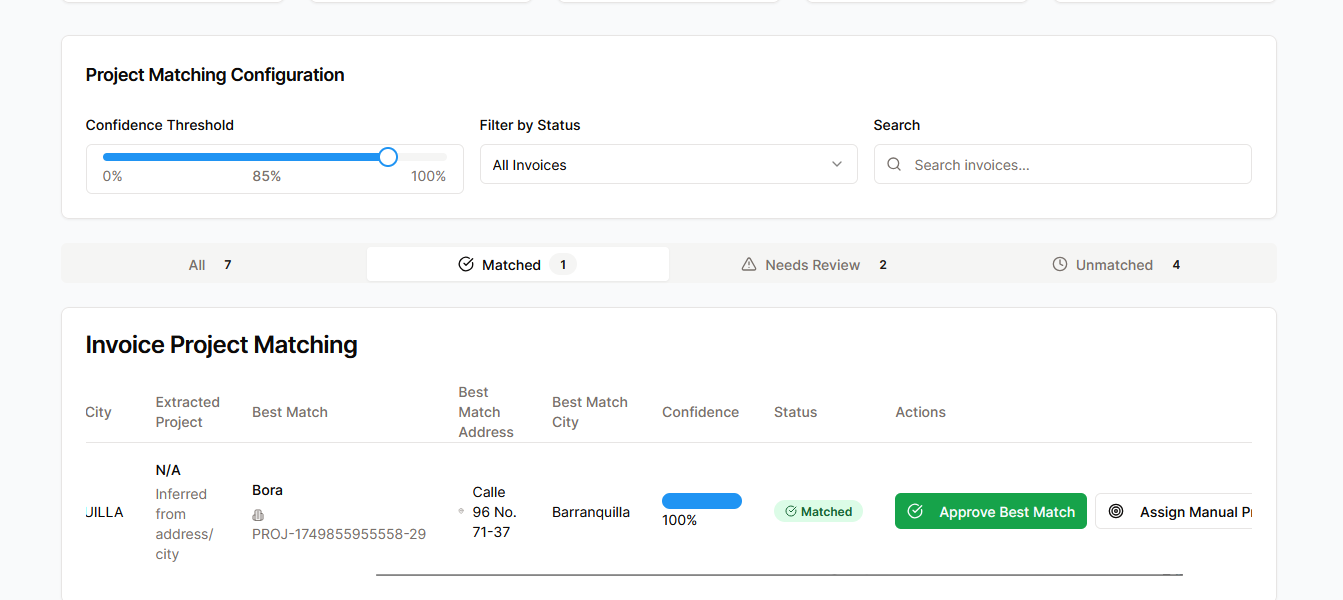 Project Matching Configuration
Confidence Threshold
Filter by Status
Search
0%
85%
100%
All Invoices
Search invoices...
All 7
Matched 1
Needs Review 2
Unmatched 4
Invoice Project Matching
City
Extracted
Project
Best Match
Best
Match
Address
Best Match
City
Confidence
Status
Actions
UILLA
N/A
Inferred
from
address/
city
Bora
PROJ-1749855955558-29
Calle
96 No.
71-37
Barranquilla
100%
Matched
Approve Best Match
Assign Manual